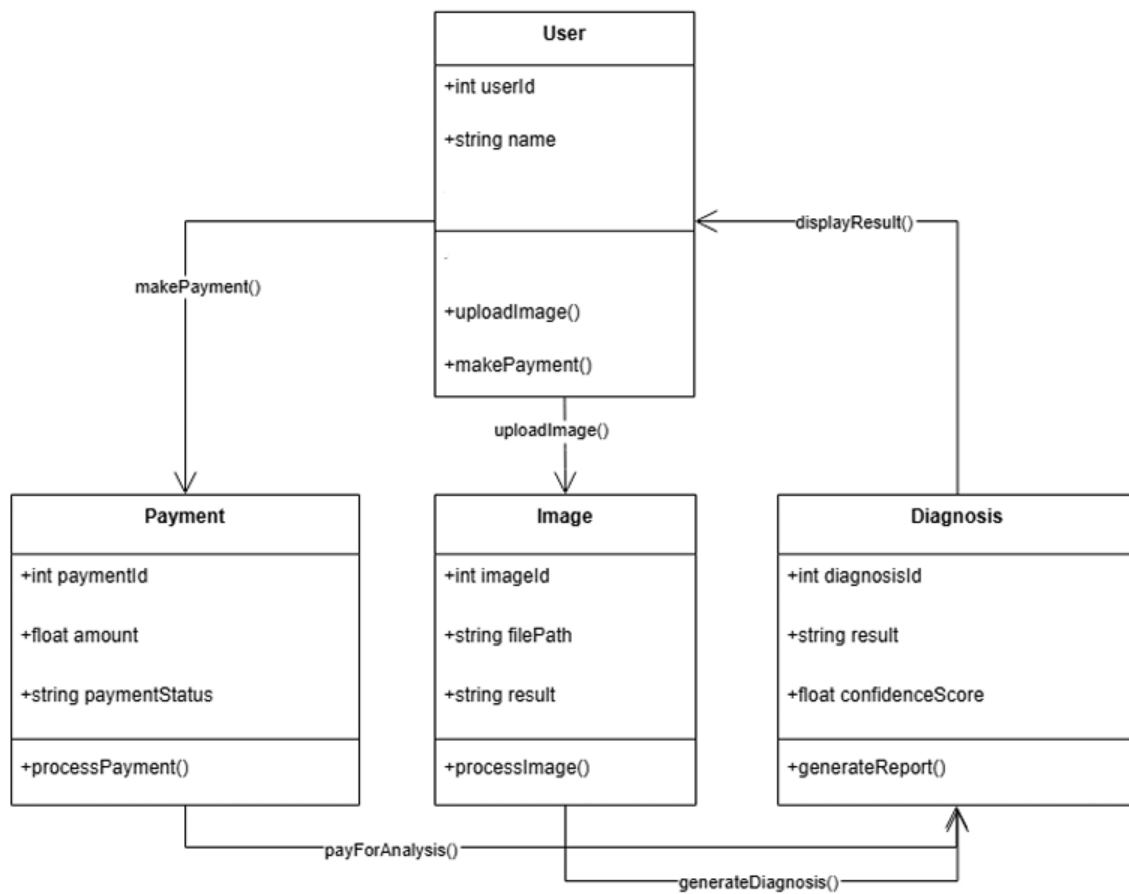 User
+int userId
+string name
+uploadImage()
+makePayment()
makePayment()
uploadImage()
displayResult()
Payment
+int paymentId
+float amount
+string paymentStatus
+processPayment()
Image
+int imageId
+string filePath
+string result
+processImage()
Diagnosis
+int diagnosisId
+string result
+float confidenceScore
+generateReport()
payForAnalysis()
generateDiagnosis()